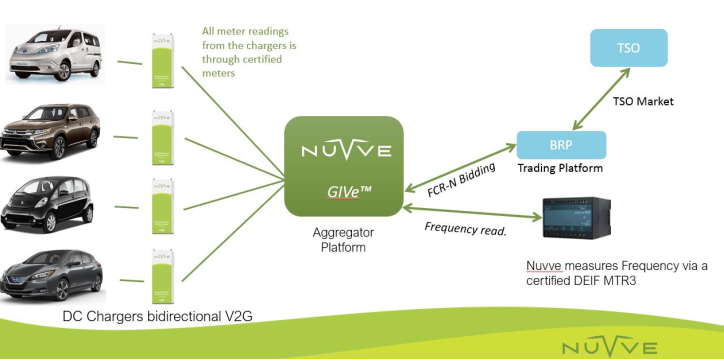 All meter readings
from the chargers is
through certified
meters
TSO
TSO Market
BRP
Trading Platform
NUVVE
GIVe™
Aggregator
Platform
FCR-N Bidding
Frequency read.
Nuvve measures Frequency via a
certified DEIF MTR3
DC Chargers bidirectional V2G
NUVVE